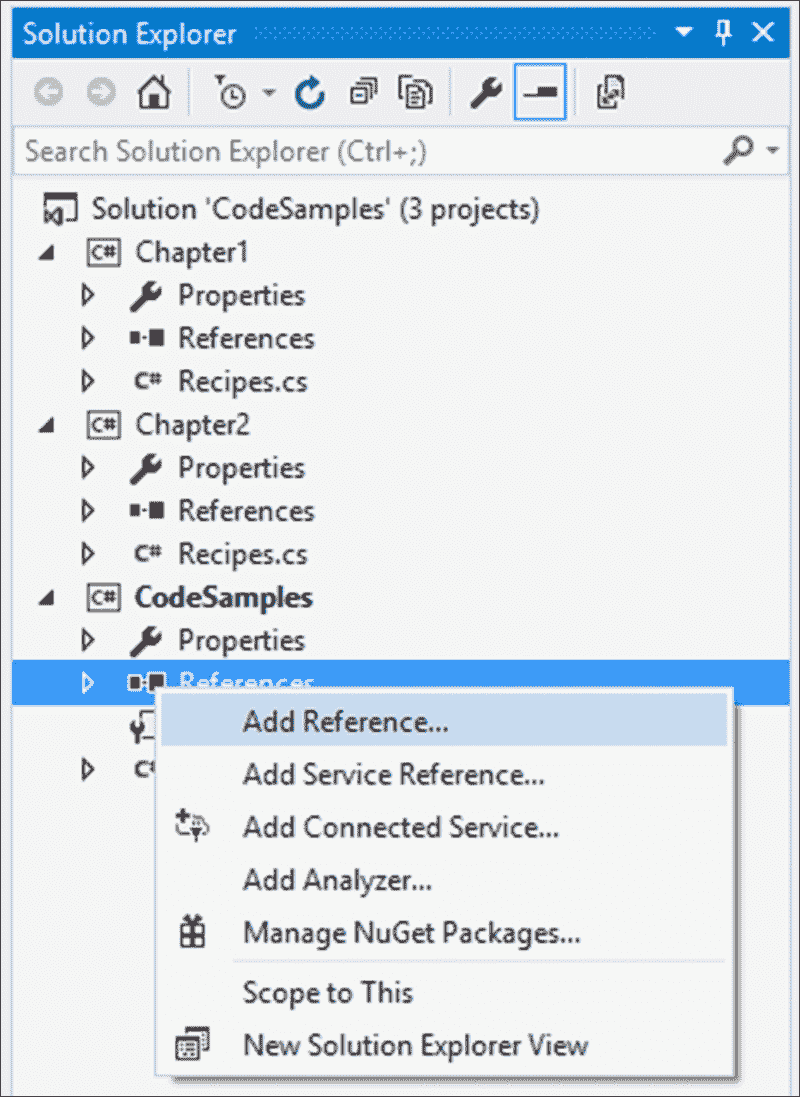 Solution Explorer
Search Solution Explorer (Ctrl+;)
Solution 'CodeSamples' (3 projects)
C# Chapter1
Properties
References
C# Recipes.cs
C# Chapter2
Properties
References
C# Recipes.cs
C# CodeSamples
Properties
References
Add Reference...
Add Service Reference...
Add Connected Service...
Add Analyzer...
Manage NuGet Packages...
Scope to This
New Solution Explorer View